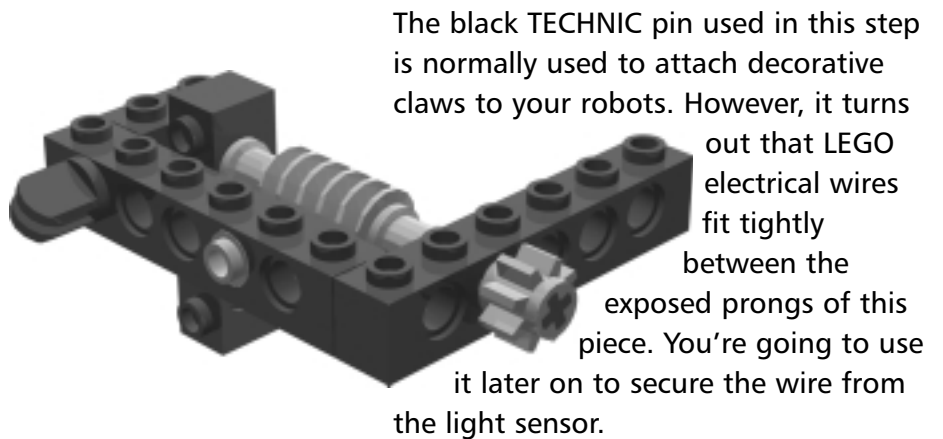 The black TECHNIC pin used in this step
is normally used to attach decorative
claws to your robots. However, it turns
out that LEGO
electrical wires
fit tightly
between the
exposed prongs of this
piece. You’re going to use
it later on to secure the wire from
the light sensor.